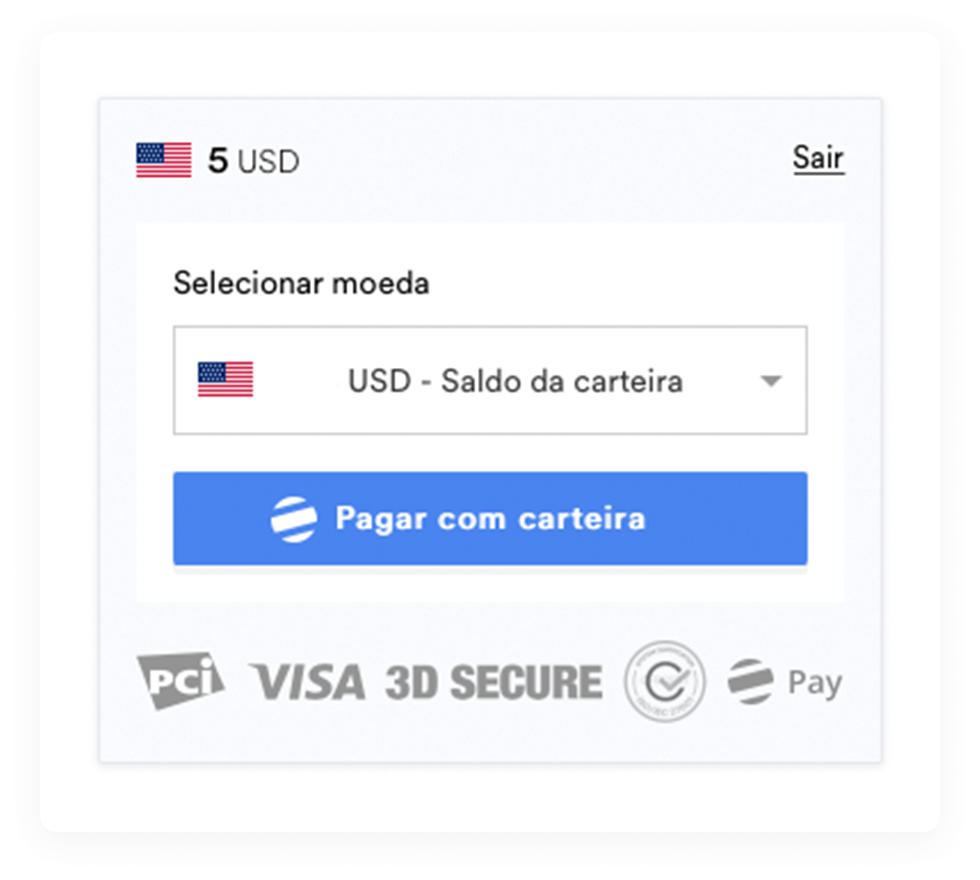 5 USD
Sair
Selecionar moeda
USD - Saldo da carteira
Pagar com carteira
PCi VISA 3D SECURE Pay